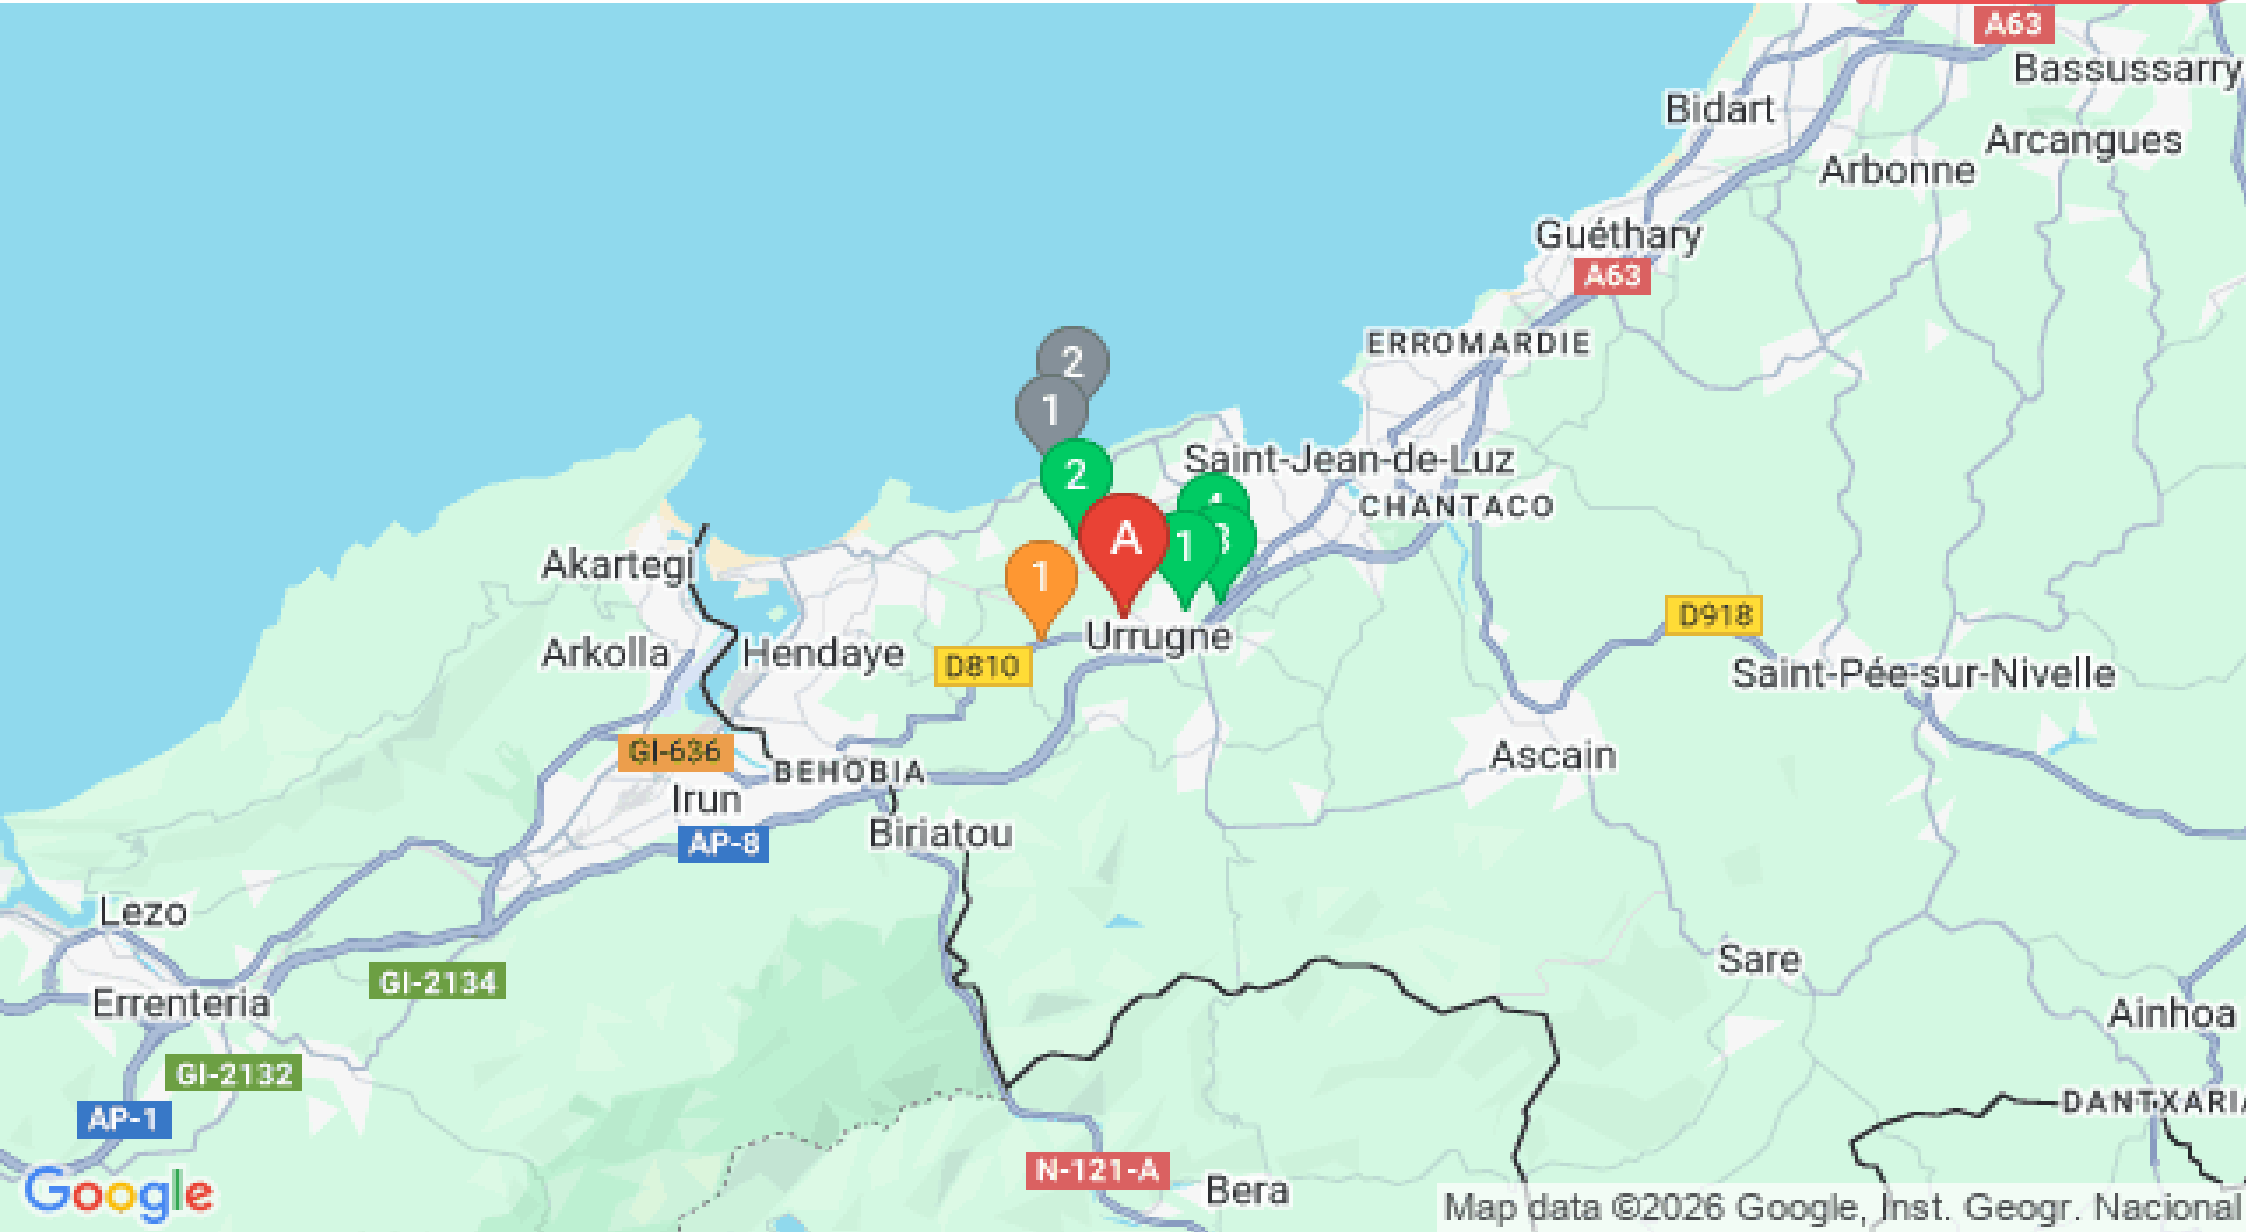 A63
Bassussarry
Bidart
Arcangues
Arbonne
Guéthary
A63
ERROMARDIE
2
1
Saint-Jean-de-Luz
2
CHANTACO
A
1
Akartegi
1
D918
Urrugne
Arkolla
Hendaye
D810
Saint-Pée-sur-Nivelle
GI-636
Ascain
BEHOBIA
Irun
AP-8
Biriatou
Lezo
Sare
GI-2134
Errenteria
Ainhoa
GI-2132
DANTXARIA
AP-1
N-121-A
Bera
Google
Map data ©2026 Google, Inst. Geogr. Nacional